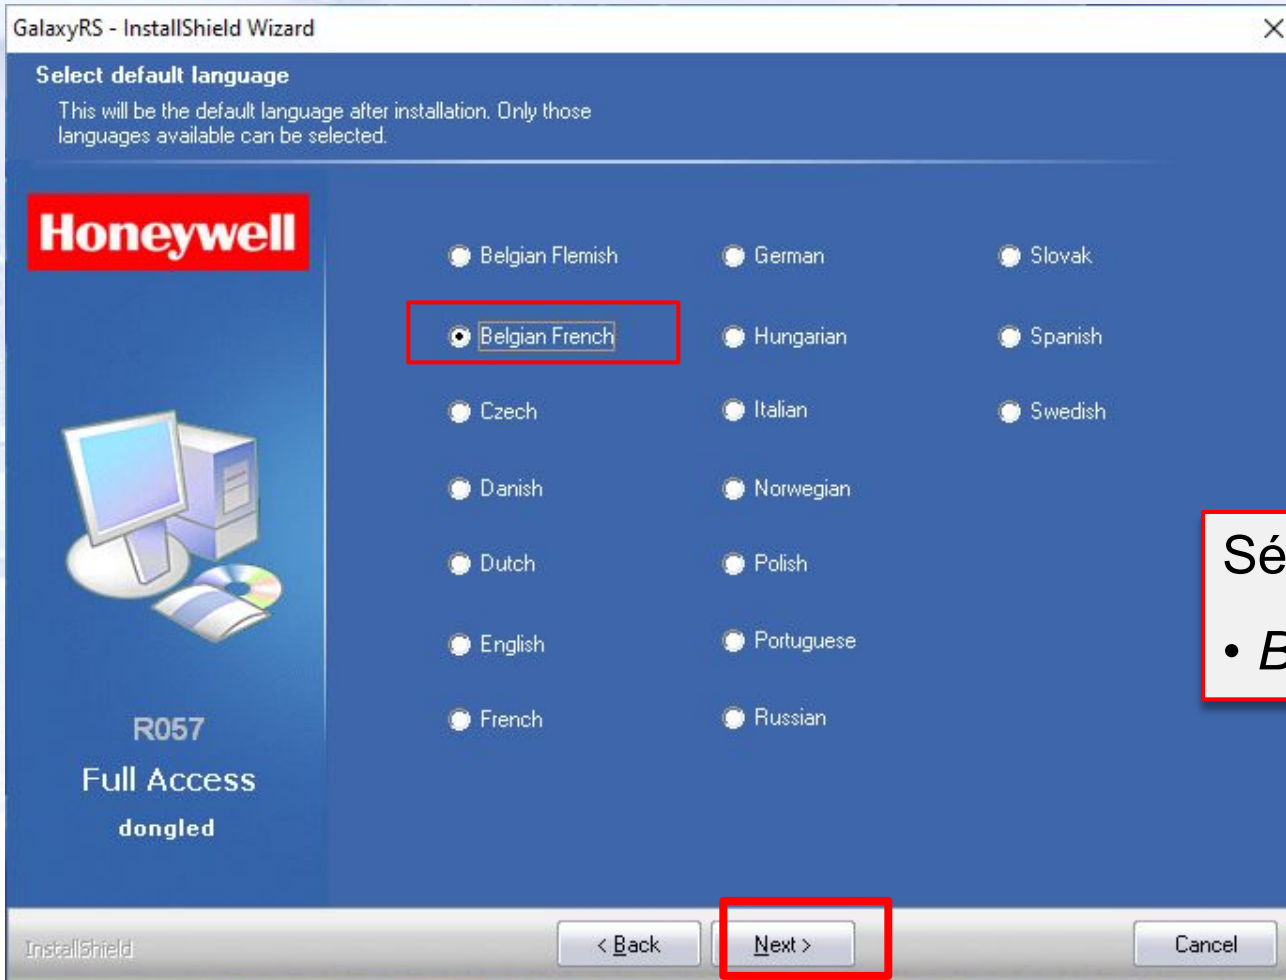 GalaxyRS - InstallShield Wizard
Select default language
This will be the default language after installation. Only those
languages available can be selected.
Honeywell
Belgian Flemish
Belgian French
Czech
Danish
Dutch
English
French
German
Hungarian
Italian
Norwegian
Polish
Portuguese
Russian
Slovak
Spanish
Swedish
R057
Full Access
dongled
InstallShield
< Back
Next >
Cancel